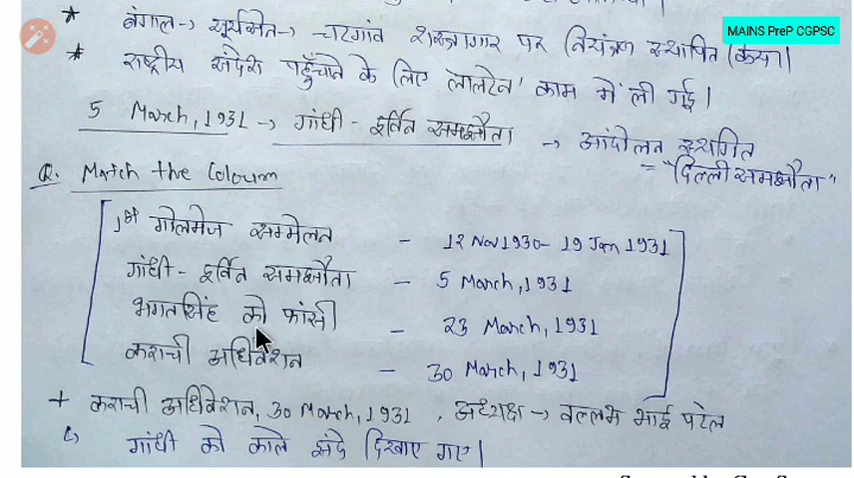 MAINS PreP CGPSC
* बंगाल → सूर्यसेन → चटगांव शस्त्रागार पर नियंत्रण स्थापित किया।
* राष्ट्रीय संदेश पहुँचाने के लिए 'लालटेन' काम में ली गई।
5 March, 1931 → गांधी - इर्विन समझौता → आंदोलन स्थगित
= "दिल्ली समझौता"
Q. Match the Coloum
1st गोलमेज सम्मेलन - 12 Nov 1930 - 19 Jan 1931
गांधी - इर्विन समझौता - 5 March, 1931
भगतसिंह को फांसी - 23 March, 1931
कराची अधिवेशन - 30 March, 1931
+ कराची अधिवेशन, 30 March, 1931, अध्यक्ष → वल्लभ भाई पटेल
↳ गांधी को काले झंडे दिखाए गए।